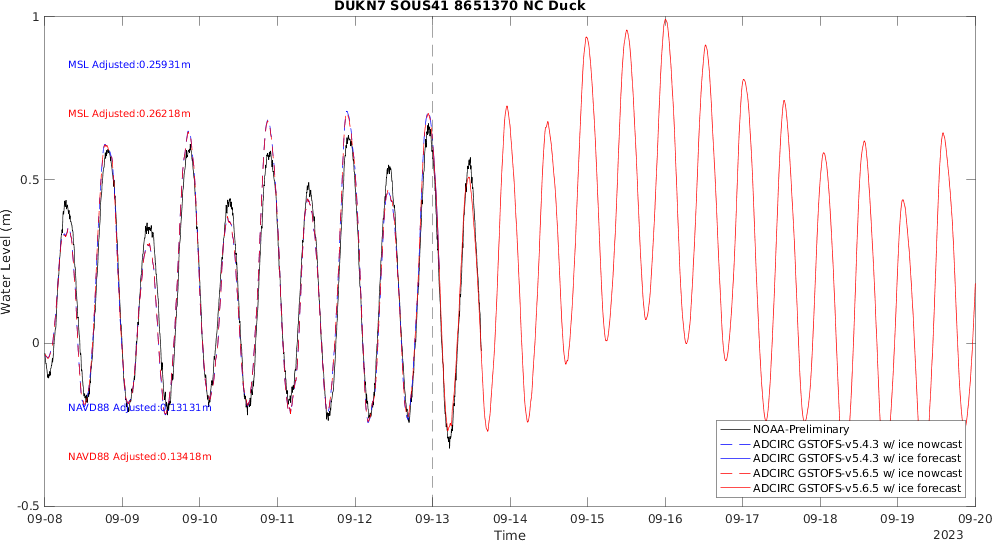 DUKN7 SOUS41 8651370 NC Duck
1
MSL Adjusted:0.25931m
MSL Adjusted:0.26218m
0.5
Water Level (m)
0
NAVD88 Adjusted:0.13131m
NAVD88 Adjusted:0.13418m
NOAA-Preliminary
ADCIRC GSTOFS-v5.4.3 w/ ice nowcast
ADCIRC GSTOFS-v5.4.3 w/ ice forecast
ADCIRC GSTOFS-v5.6.5 w/ ice nowcast
ADCIRC GSTOFS-v5.6.5 w/ ice forecast
-0.5
09-08 09-09 09-10 09-11 09-12 09-13 09-14 09-15 09-16 09-17 09-18 09-19 09-20
Time
2023